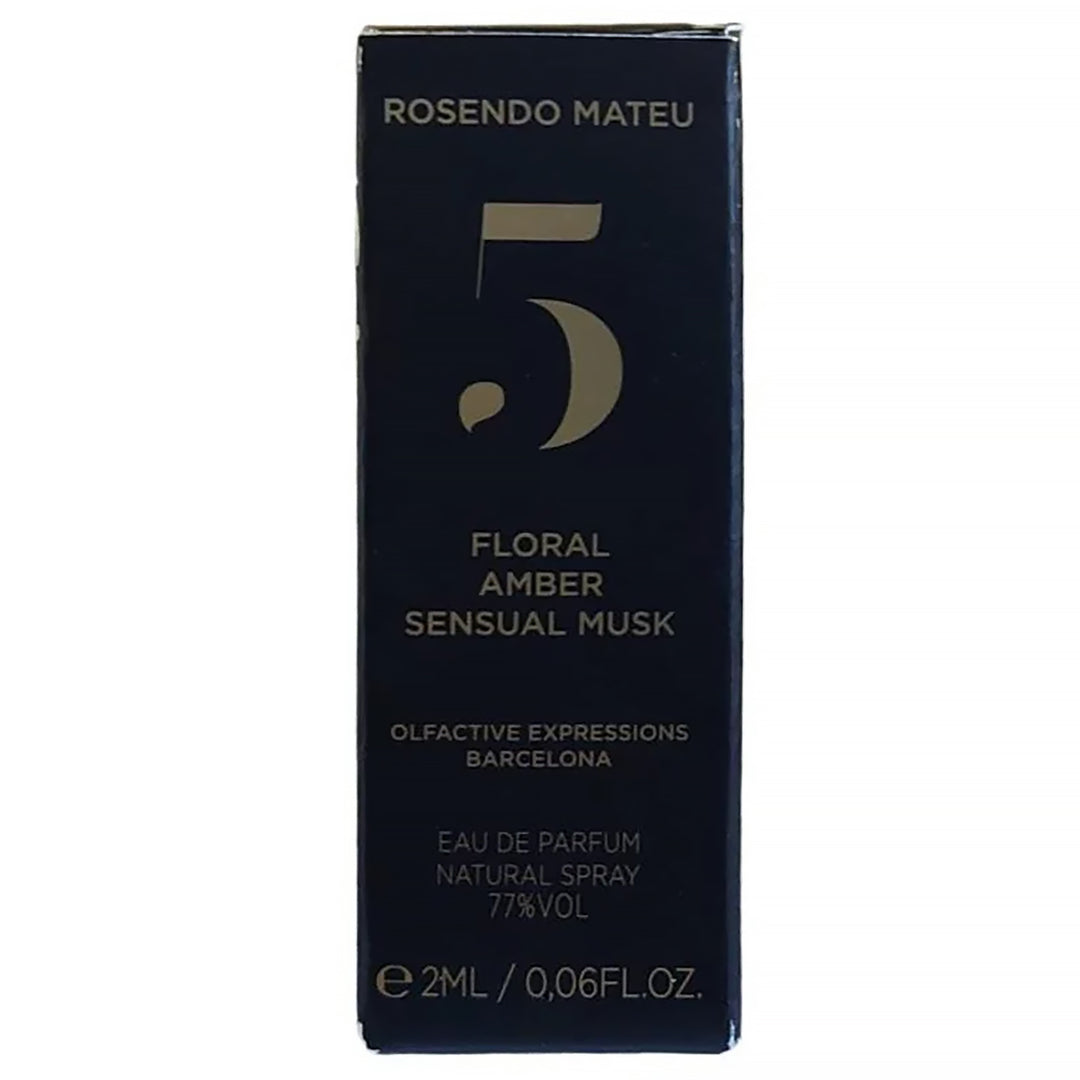 ROSENDO MATEU
5
FLORAL
AMBER
SENSUAL MUSK
OLFACTIVE EXPRESSIONS
BARCELONA
EAU DE PARFUM
NATURAL SPRAY
77%VOL
℮ 2ML / 0,06FL.OZ.